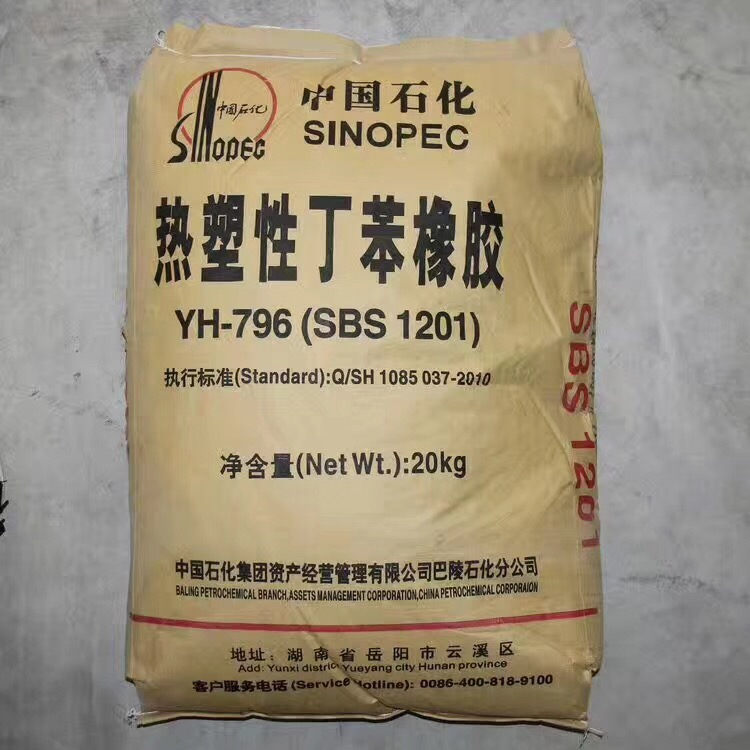 中国石化
SINOPEC
中国石化
SINOPEC
热塑性丁苯橡胶
YH-796 (SBS 1201)
执行标准(Standard):Q/SH 1085 037-2010
净含量(Net Wt.):20kg
SBS 1201
中国石化集团资产经营管理有限公司巴陵石化分公司
BALING PETROCHEMICAL BRANCH,ASSETS MANAGEMENT CORPORATION,CHINA PETROCHEMICAL CORPORAION
地址: 湖南省岳阳市云溪区
Add: Yunxi district Yueyang city Hunan province
客户服务电话 (Service Hotline): 0086-400-818-9100